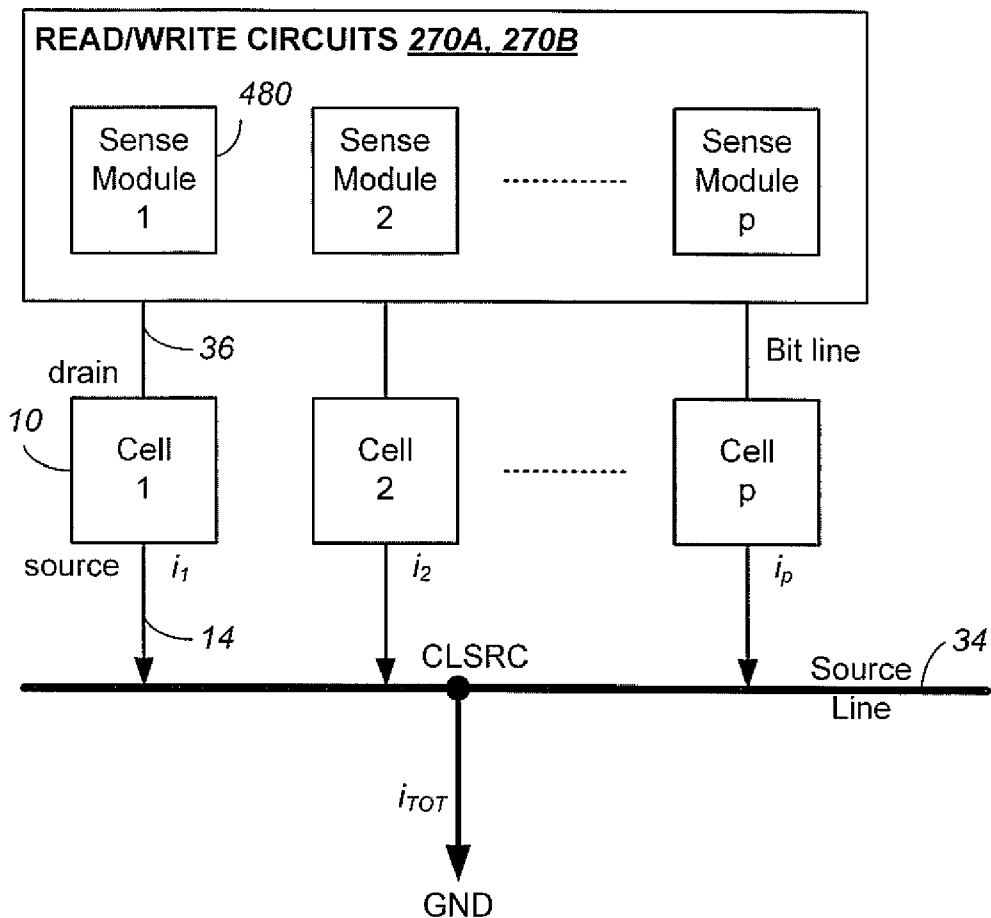 READ/WRITE CIRCUITS 270A, 270B
480
Sense
Module
1
Sense
Module
2
Sense
Module
p
36
Bit line
drain
10
Cell
1
Cell
2
Cell
p
source
i1
i2
ip
14
CLSRC
Source
Line
34
iTOT
GND